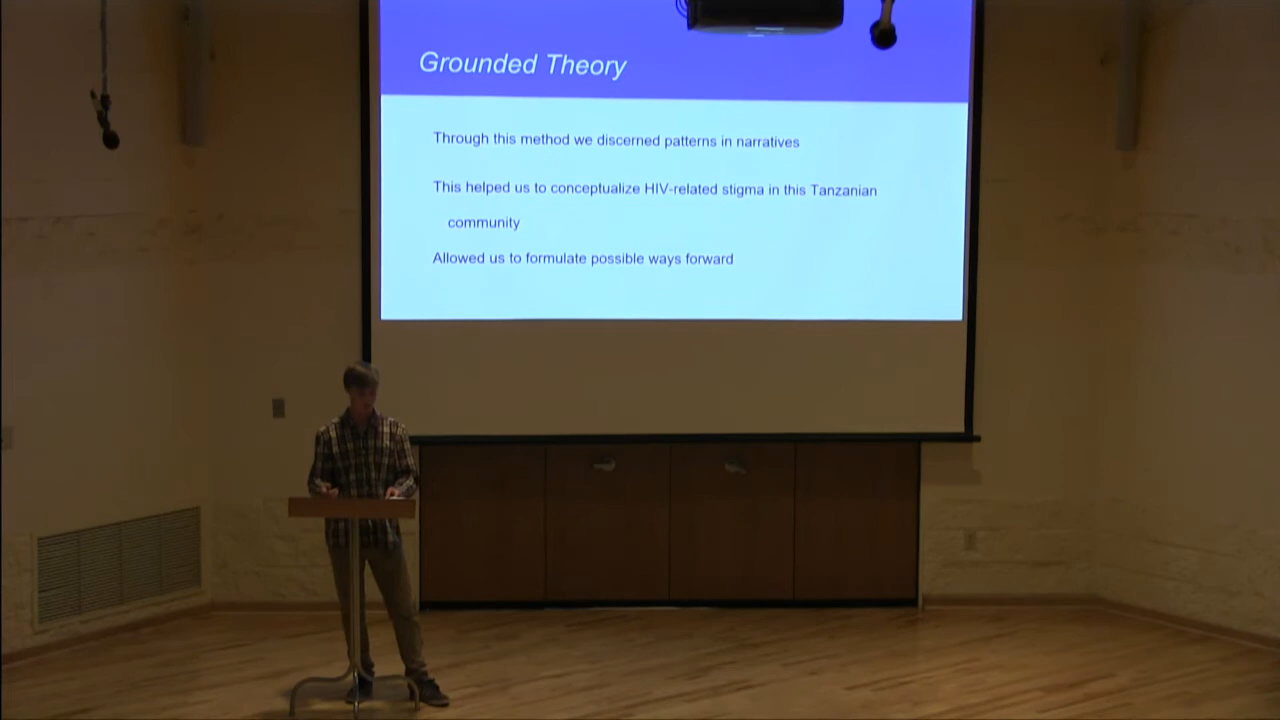 Grounded Theory
Through this method we discerned patterns in narratives
This helped us to conceptualize HIV-related stigma in this Tanzanian
community
Allowed us to formulate possible ways forward